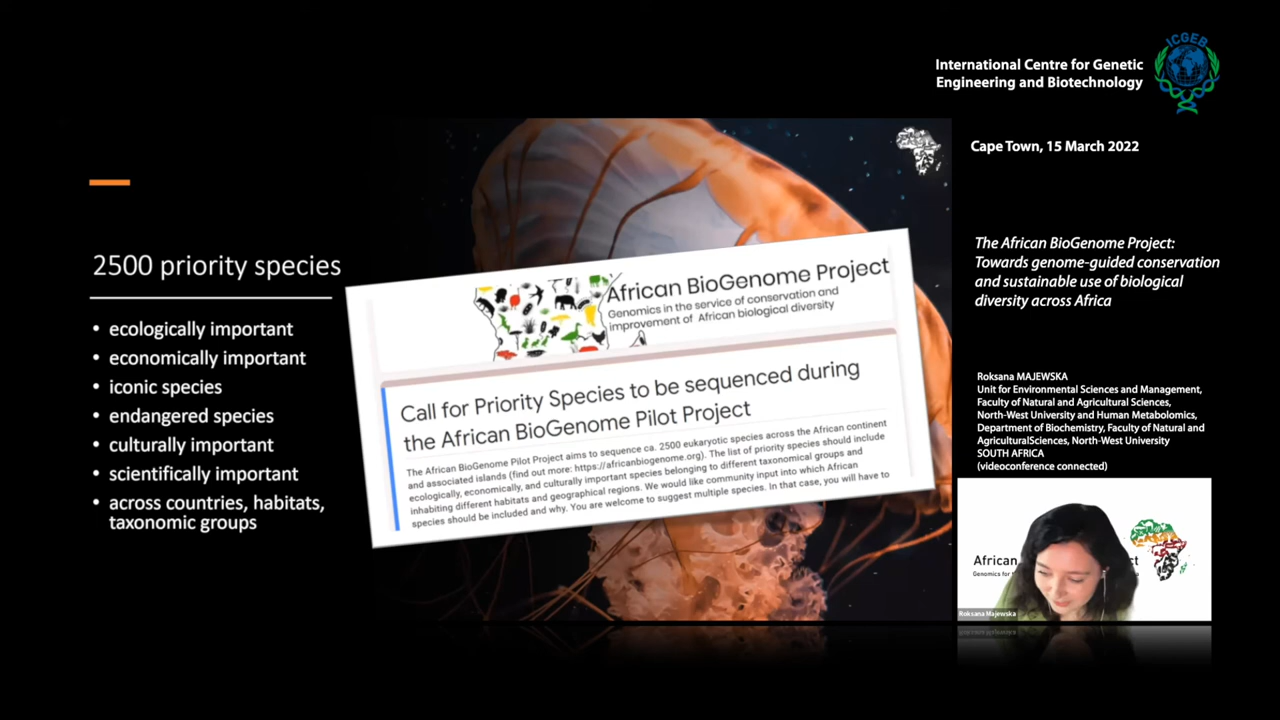 ICGEB
International Centre for Genetic
Engineering and Biotechnology
Cape Town, 15 March 2022
2500 priority species
• ecologically important
• economically important
• iconic species
• endangered species
• culturally important
• scientifically important
• across countries, habitats,
taxonomic groups
African BioGenome Project
Genomics in the service of conservation and
improvement of African biological diversity
Call for Priority Species to be sequenced during
the African BioGenome Pilot Project
The African BioGenome Pilot Project aims to sequence ca. 2500 eukaryotic species across the African continent
and associated islands (find out more: https://africanbiogenome.org). The list of priority species should include
ecologically, economically, and culturally important species belonging to different taxonomical groups and
inhabiting different habitats and geographical regions. We would like community input into which African
species should be included and why. You are welcome to suggest multiple species. In that case, you will have to
The African BioGenome Project:
Towards genome-guided conservation
and sustainable use of biological
diversity across Africa
Roksana MAJEWSKA
Unit for Environmental Sciences and Management,
Faculty of Natural and Agricultural Sciences,
North-West University and Human Metabolomics,
Department of Biochemistry, Faculty of Natural and
AgriculturalSciences, North-West University
SOUTH AFRICA
(videoconference connected)
African
Genomics for
Roksana Majewska